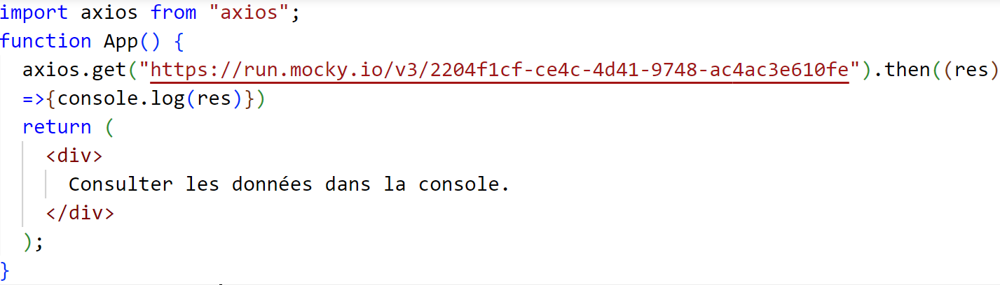 import axios from "axios";
function App() {
  axios.get("https://run.mocky.io/v3/2204f1cf-ce4c-4d41-9748-ac4ac3e610fe").then((res)
  =>{console.log(res)})
  return (
    <div>
      Consulter les données dans la console.
    </div>
  );
}